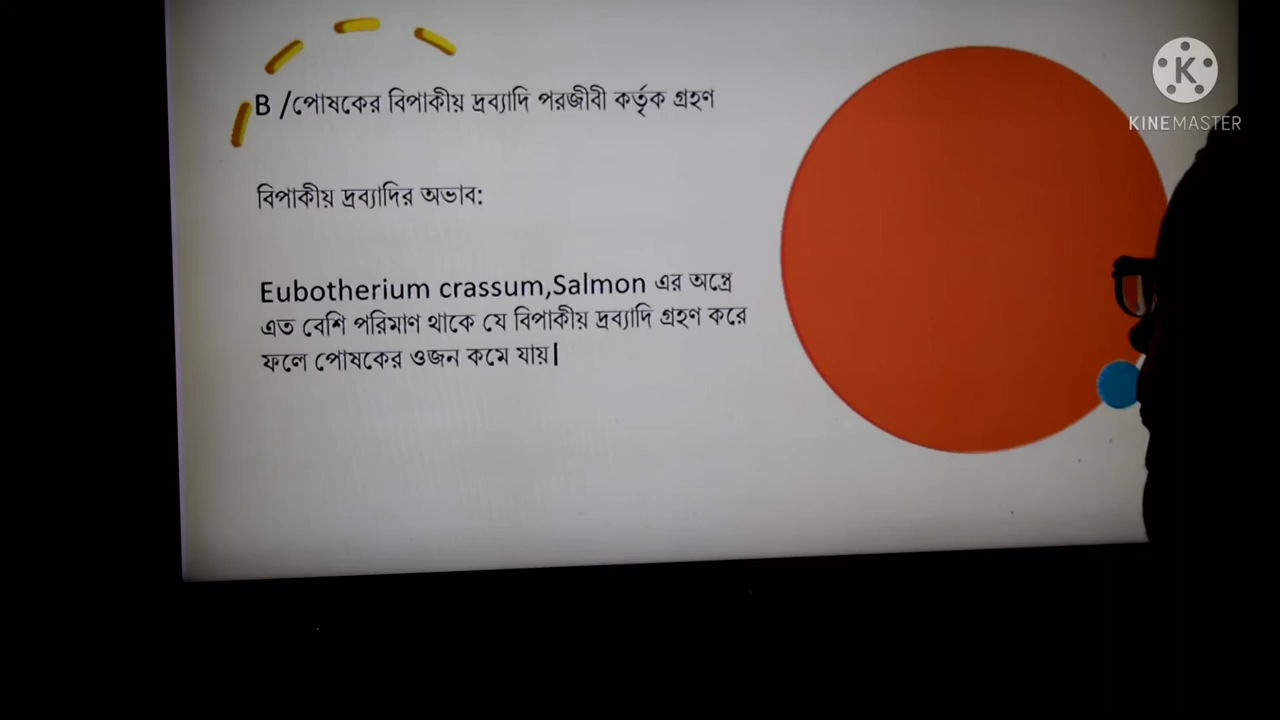 B /পোষকের বিপাকীয় দ্রব্যাদি পরজীবী কর্তৃক গ্রহণ
বিপাকীয় দ্রব্যাদির অভাব:
Eubotherium crassum,Salmon এর অন্ত্রে
এত বেশি পরিমাণ থাকে যে বিপাকীয় দ্রব্যাদি গ্রহণ করে
ফলে পোষকের ওজন কমে যায়|
K
KINEMASTER